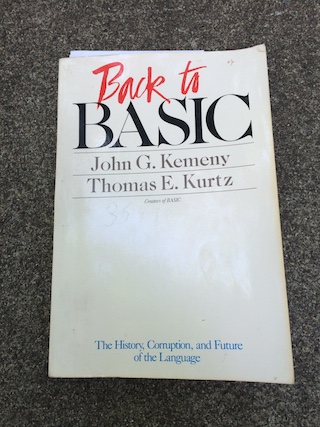 Back to
BASIC
John G. Kemeny
Thomas E. Kurtz
Creators of BASIC
The History, Corruption, and Future
of the Language